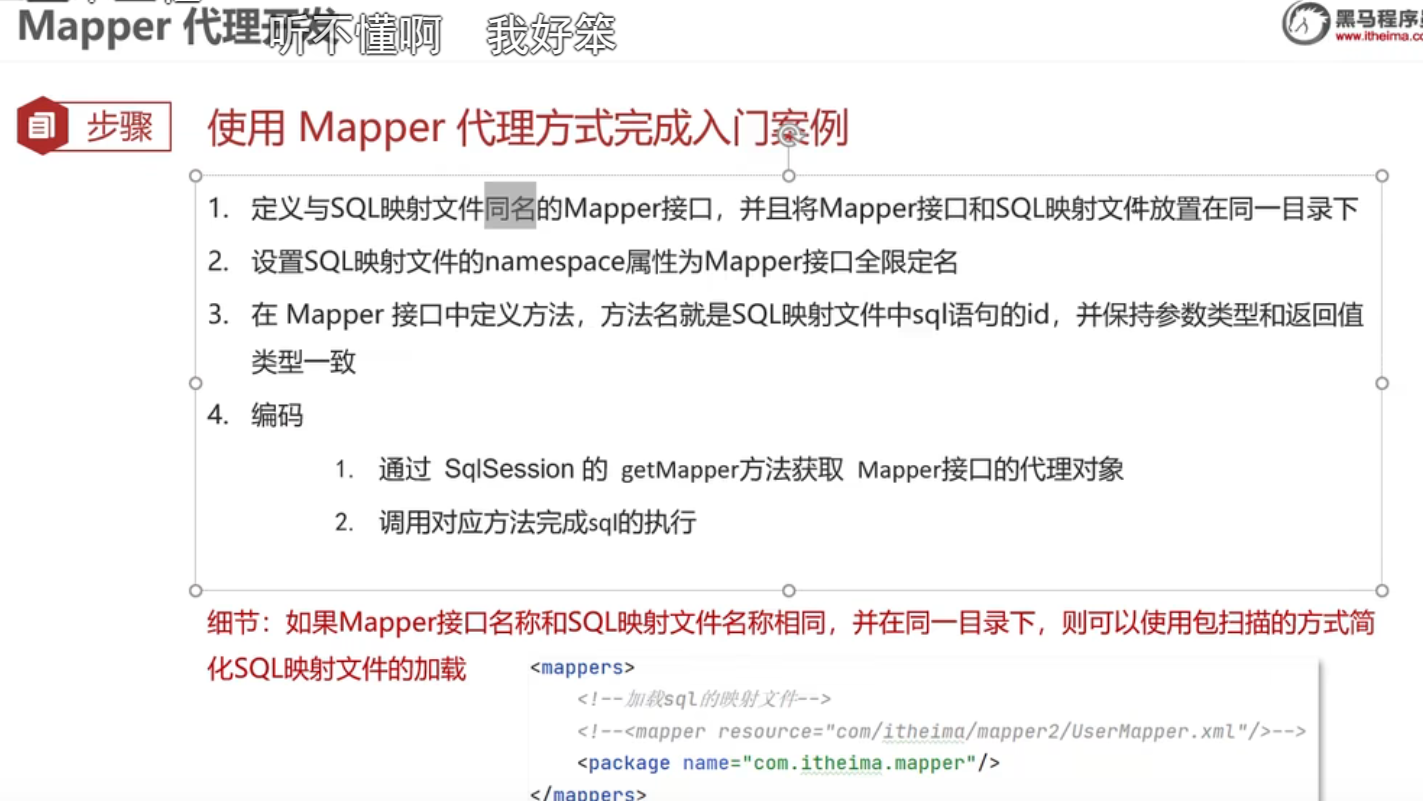 Mapper 代理开发
听不懂啊 我好笨
黑马程序员
www.itheima.co
步骤
使用 Mapper 代理方式完成入门案例
1. 定义与SQL映射文件同名的Mapper接口，并且将Mapper接口和SQL映射文件放置在同一目录下
2. 设置SQL映射文件的namespace属性为Mapper接口全限定名
3. 在 Mapper 接口中定义方法，方法名就是SQL映射文件中sql语句的id，并保持参数类型和返回值
类型一致
4. 编码
1. 通过 SqlSession 的 getMapper方法获取 Mapper接口的代理对象
2. 调用对应方法完成sql的执行
细节：如果Mapper接口名称和SQL映射文件名称相同，并在同一目录下，则可以使用包扫描的方式简
化SQL映射文件的加载
<mappers>
<!--加载sql的映射文件-->
<!--<mapper resource="com/itheima/mapper2/UserMapper.xml"/>-->
<package name="com.itheima.mapper"/>
</mappers>